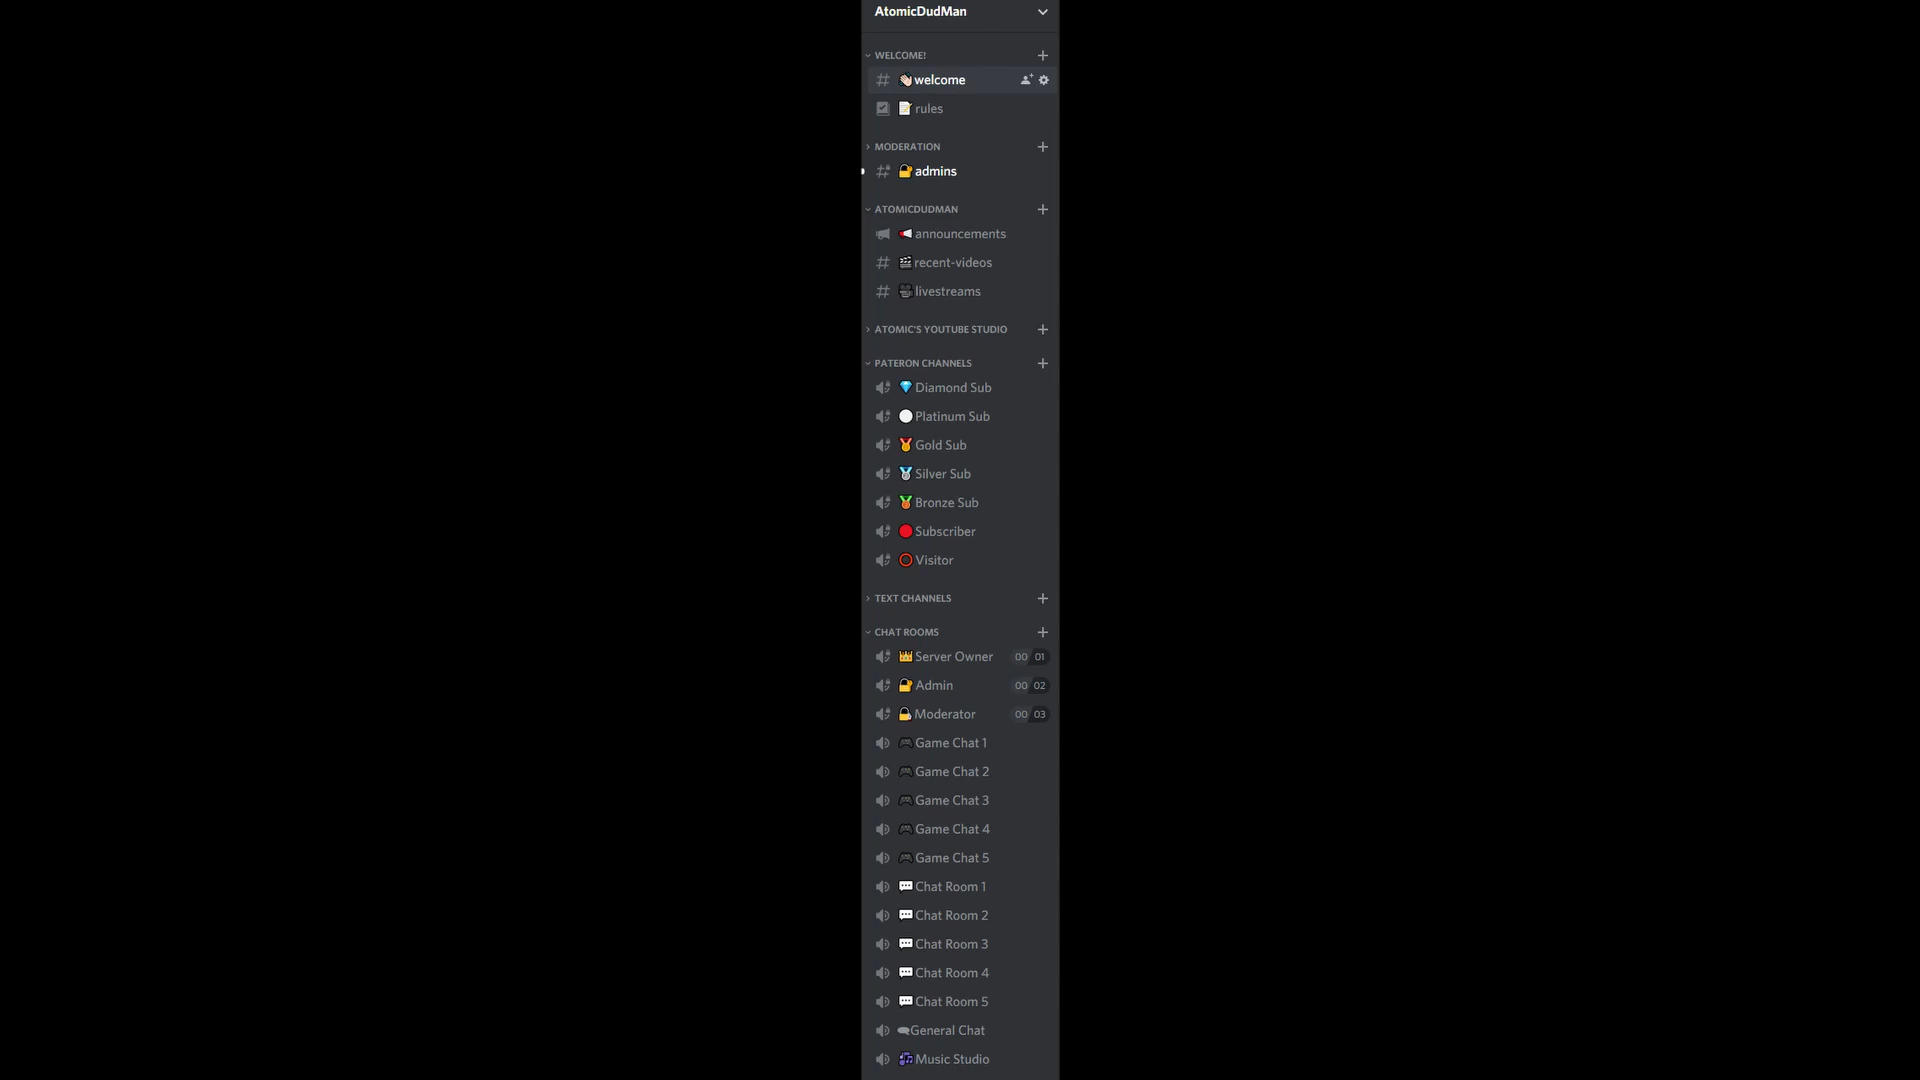 AtomicDudMan
WELCOME!
👋🏻welcome
📝rules
MODERATION
🔐admins
ATOMICDUDMAN
📢announcements
🎬recent-videos
🎥livestreams
ATOMIC'S YOUTUBE STUDIO
PATERON CHANNELS
💎Diamond Sub
⚪Platinum Sub
🥇Gold Sub
🥈Silver Sub
🥉Bronze Sub
🔴Subscriber
⭕Visitor
TEXT CHANNELS
CHAT ROOMS
👑Server Owner 00 01
🔐Admin 00 02
🔏Moderator 00 03
🎮Game Chat 1
🎮Game Chat 2
🎮Game Chat 3
🎮Game Chat 4
🎮Game Chat 5
💬Chat Room 1
💬Chat Room 2
💬Chat Room 3
💬Chat Room 4
💬Chat Room 5
🗨General Chat
🎶Music Studio